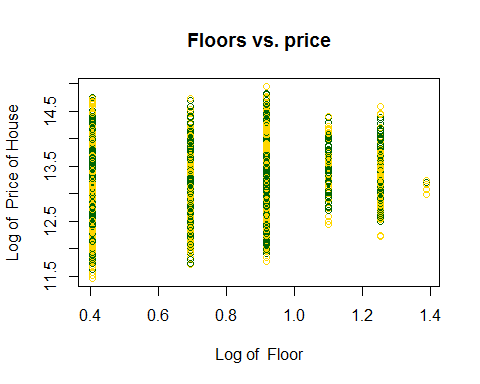 Floors vs. price
Log of  Price of House
14.5
13.5
12.5
11.5
0.4 0.6 0.8 1.0 1.2 1.4
Log of  Floor